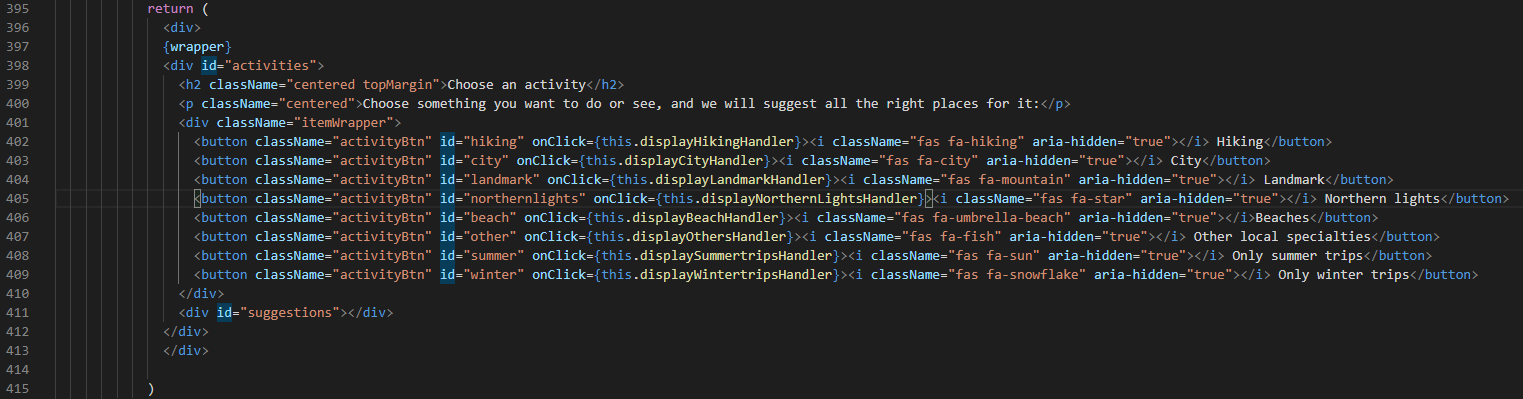 395 return (
396 <div>
397 {wrapper}
398 <div id="activities">
399 <h2 className="centered topMargin">Choose an activity</h2>
400 <p className="centered">Choose something you want to do or see, and we will suggest all the right places for it:</p>
401 <div className="itemWrapper">
402 <button className="activityBtn" id="hiking" onClick={this.displayHikingHandler}><i className="fas fa-hiking" aria-hidden="true"></i> Hiking</button>
403 <button className="activityBtn" id="city" onClick={this.displayCityHandler}><i className="fas fa-city" aria-hidden="true"></i> City</button>
404 <button className="activityBtn" id="landmark" onClick={this.displayLandmarkHandler}><i className="fas fa-mountain" aria-hidden="true"></i> Landmark</button>
405 <button className="activityBtn" id="northernlights" onClick={this.displayNorthernLightsHandler}><i className="fas fa-star" aria-hidden="true"></i> Northern lights</button>
406 <button className="activityBtn" id="beach" onClick={this.displayBeachHandler}><i className="fas fa-umbrella-beach" aria-hidden="true"></i>Beaches</button>
407 <button className="activityBtn" id="other" onClick={this.displayOthersHandler}><i className="fas fa-fish" aria-hidden="true"></i> Other local specialties</button>
408 <button className="activityBtn" id="summer" onClick={this.displaySummertripsHandler}><i className="fas fa-sun" aria-hidden="true"></i> Only summer trips</button>
409 <button className="activityBtn" id="winter" onClick={this.displayWintertripsHandler}><i className="fas fa-snowflake" aria-hidden="true"></i> Only winter trips</button>
410 </div>
411 <div id="suggestions"></div>
412 </div>
413 </div>
414
415 )